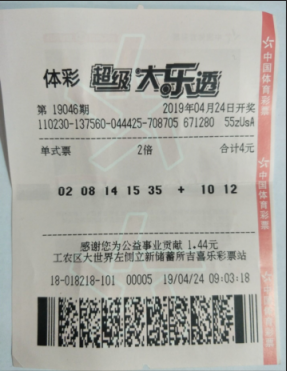 体彩 超级大乐透
第 19046期 2019年04月24日开奖
110230-137560-044425-708705 671280 55zUsA
单式票 2倍 合计4元
02 08 14 15 35 + 10 12
感谢您为公益事业贡献 1.44元
工农区大世界左侧立新储蓄所吉嘉乐彩票站
18-018218-101 00005 19/04/24 09:03:18
中国体育彩票
中国体育彩票
中国体育彩票